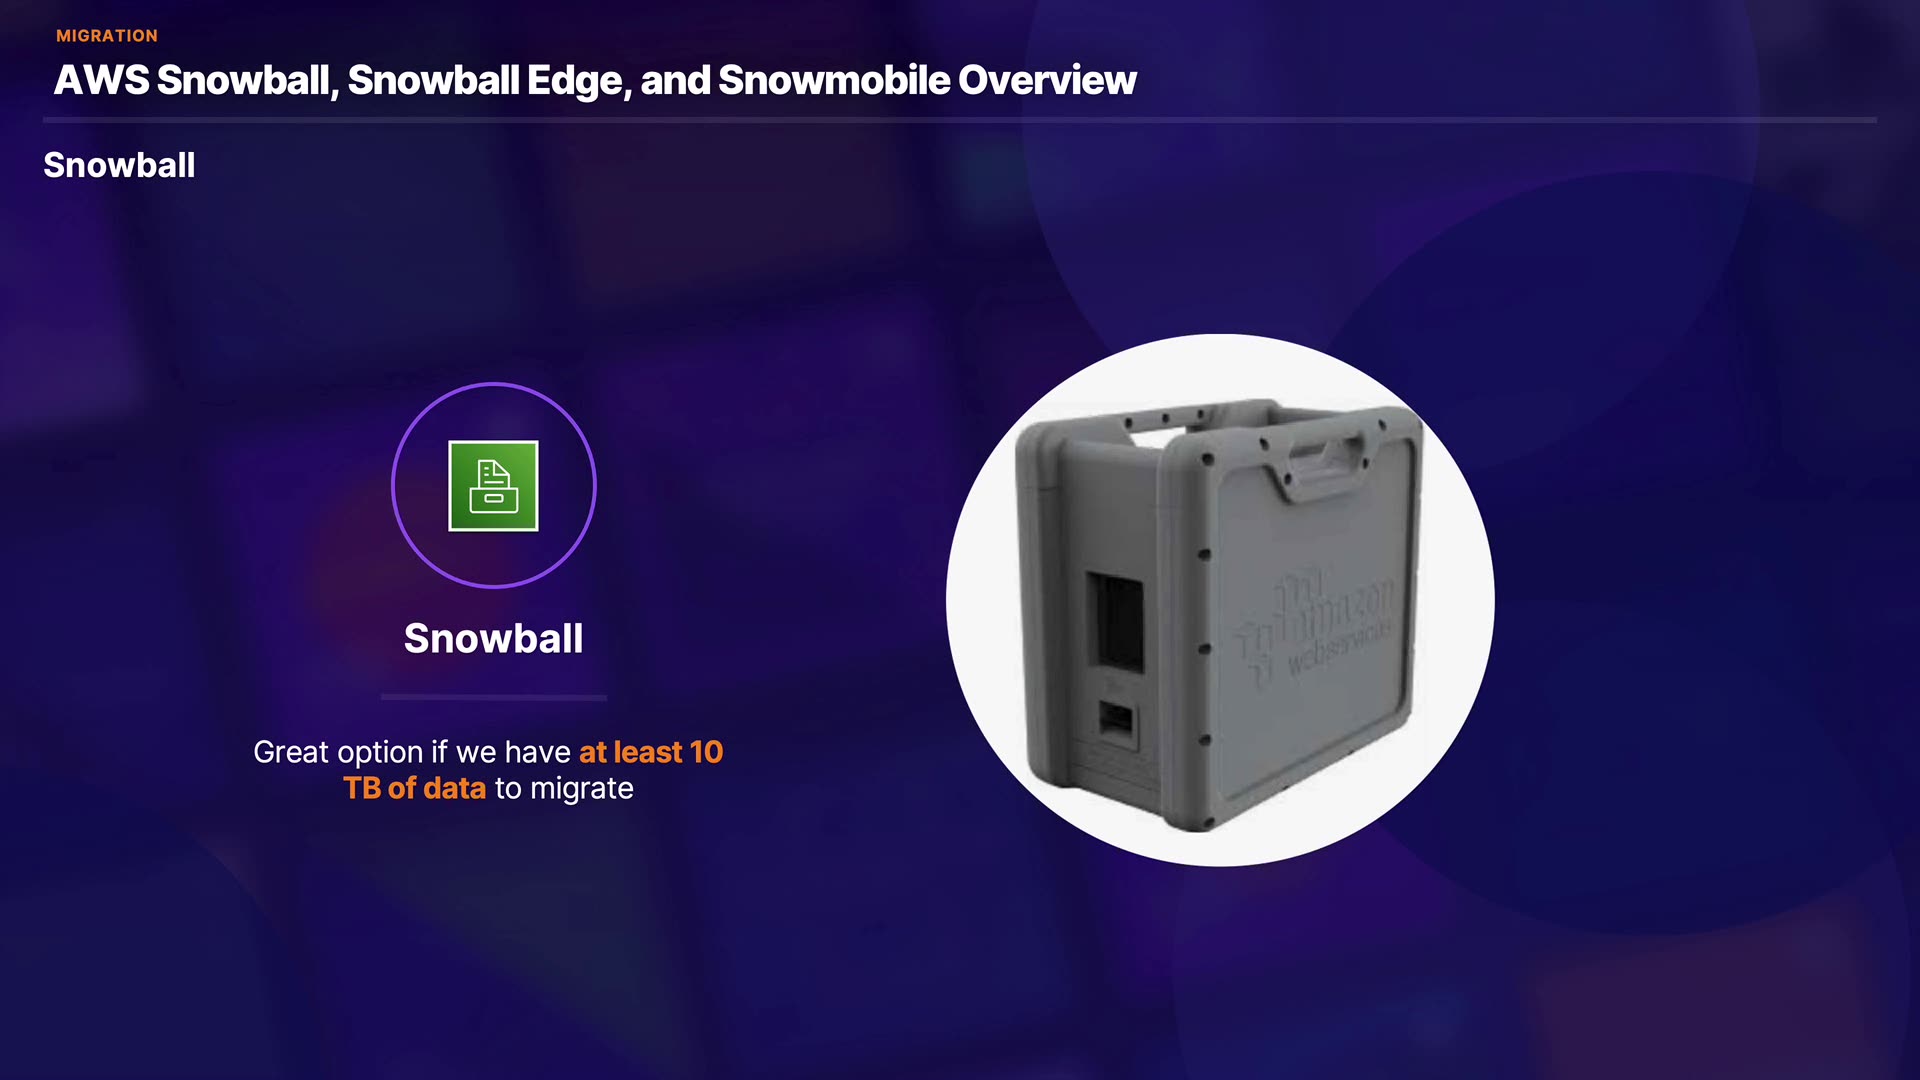 MIGRATION
AWS Snowball, Snowball Edge, and Snowmobile Overview
Snowball
Snowball
Great option if we have at least 10
TB of data to migrate
amazon
webservices